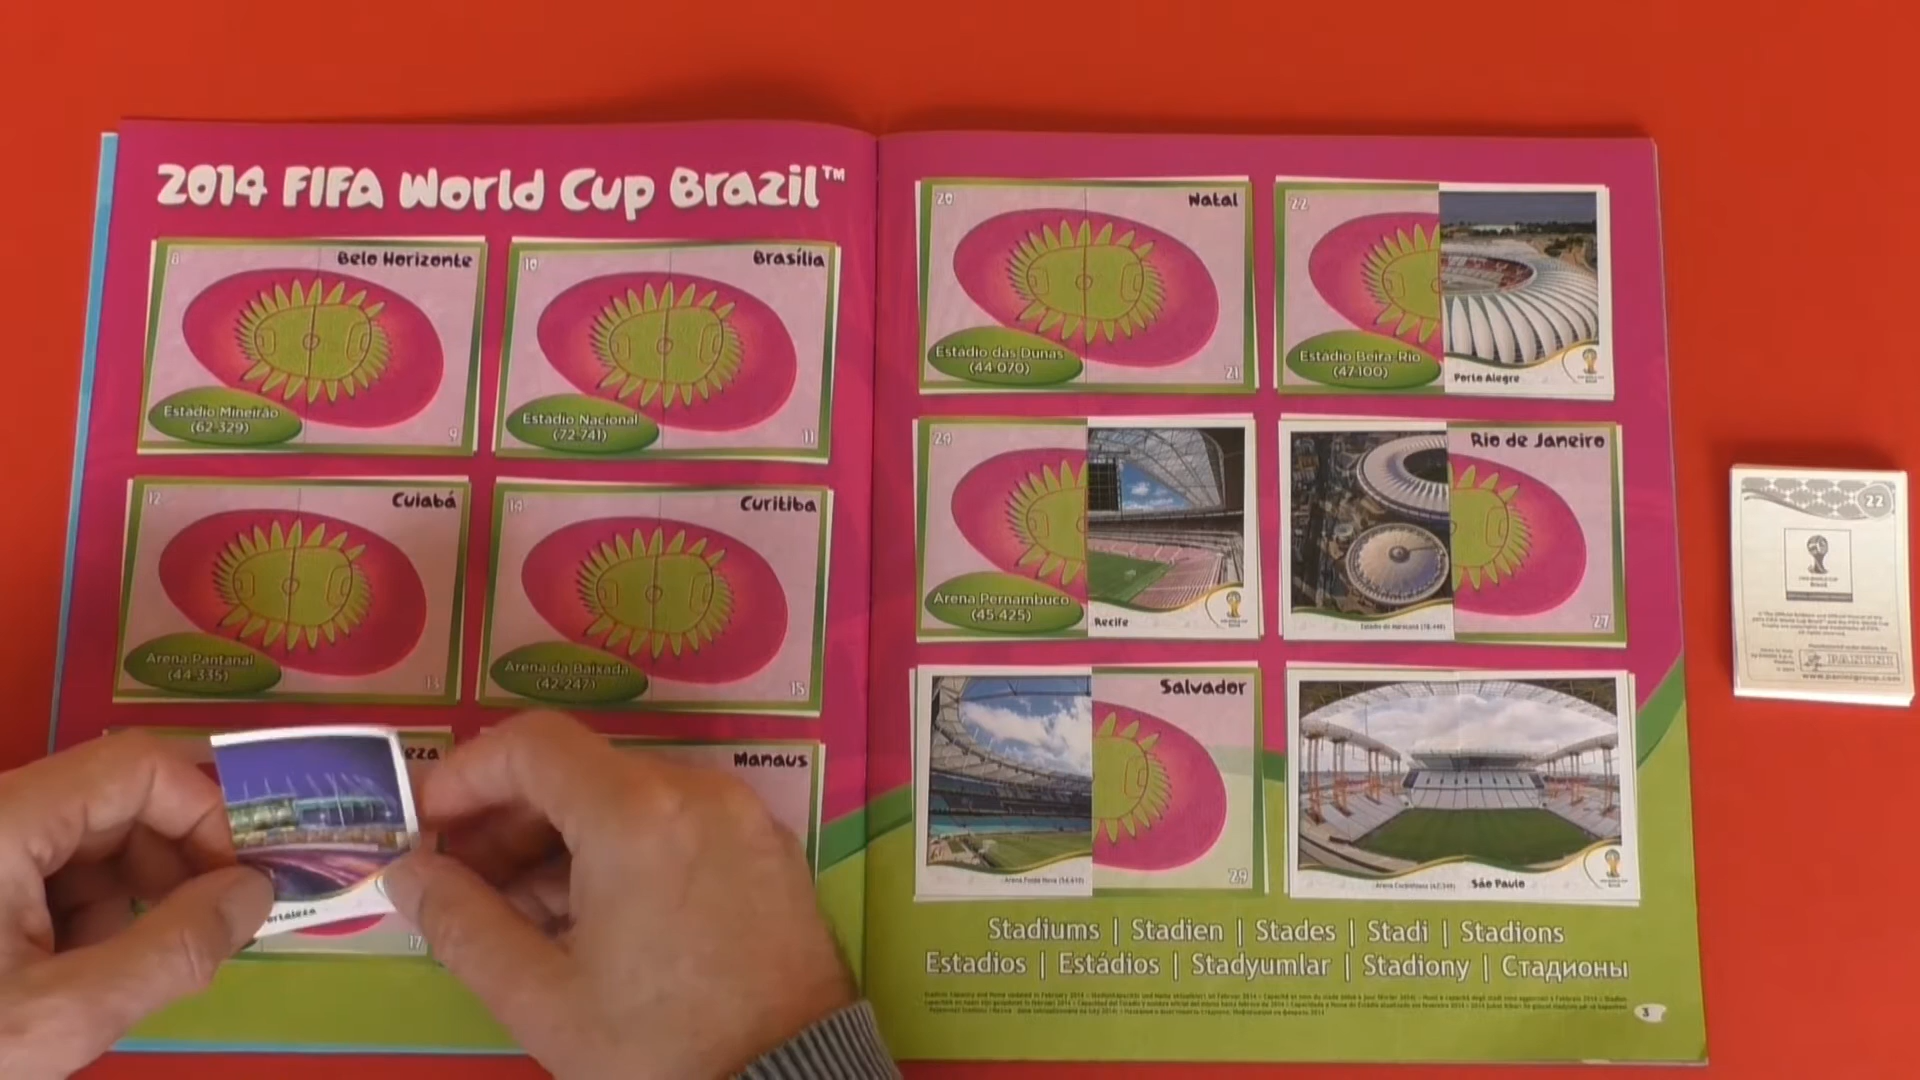 2014 FIFA World Cup Brazil™
8
Belo Horizonte
Estádio Mineirão
(62·329)
9
10
Brasília
Estádio Nacional
(72·741)
11
12
Cuiabá
Arena Pantanal
(44·335)
13
14
Curitiba
Arena da Baixada
(42·247)
15
17
Manaus
20
Natal
Estádio das Dunas
(44·070)
21
22
Estádio Beira-Rio
(47·100)
Porto Alegre
24
Arena Pernambuco
(45·425)
Recife
Rio de Janeiro
27
Salvador
29
São Paulo
Stadiums | Stadien | Stades | Stadi | Stadions
Estadios | Estádios | Stadyumlar | Stadiony | Стадионы
3
22
PANINI
www.paninigroup.com